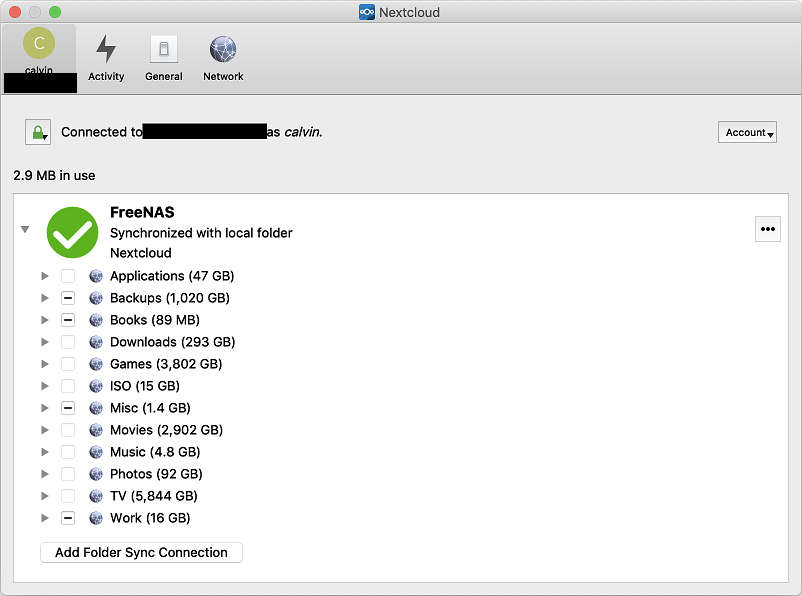 Nextcloud
C
calvin
Activity
General
Network
Connected to as calvin.
Account
2.9 MB in use
FreeNAS
Synchronized with local folder
Nextcloud
Applications (47 GB)
Backups (1,020 GB)
Books (89 MB)
Downloads (293 GB)
Games (3,802 GB)
ISO (15 GB)
Misc (1.4 GB)
Movies (2,902 GB)
Music (4.8 GB)
Photos (92 GB)
TV (5,844 GB)
Work (16 GB)
Add Folder Sync Connection